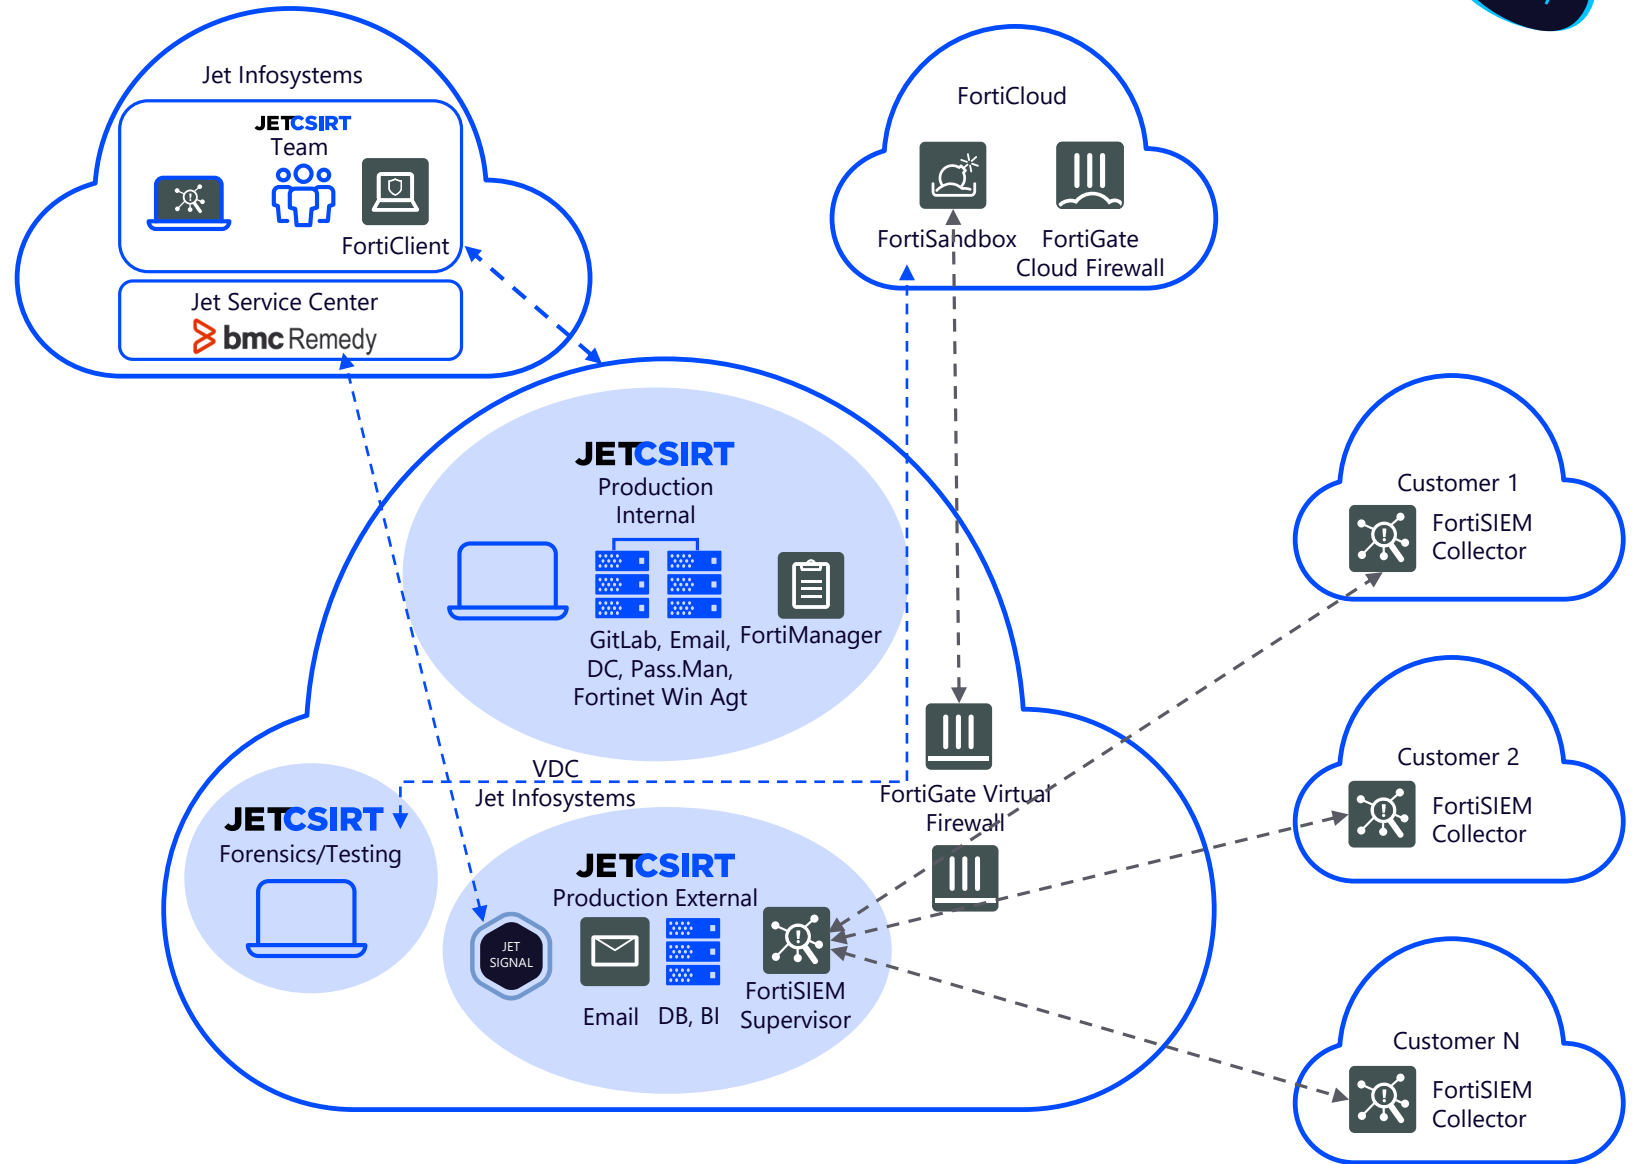 Jet Infosystems
JETCSIRT
Team
FortiClient
Jet Service Center
bmc Remedy
FortiCloud
FortiSandbox
FortiGate
Cloud Firewall
JETCSIRT
Production
Internal
GitLab, Email,
DC, Pass.Man,
Fortinet Win Agt
FortiManager
VDC
Jet Infosystems
FortiGate Virtual
Firewall
JETCSIRT
Forensics/Testing
JETCSIRT
Production External
JET
SIGNAL
Email
DB, BI
FortiSIEM
Supervisor
Customer 1
FortiSIEM
Collector
Customer 2
FortiSIEM
Collector
Customer N
FortiSIEM
Collector